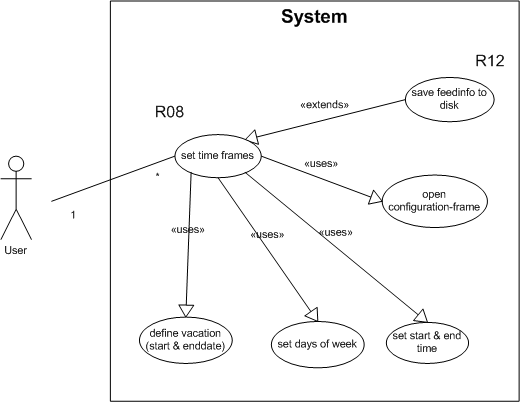 System
R12
save feedinfo to
disk
«extends»
R08
set time frames
«uses»
*
1
User
open
configuration-frame
«uses»
«uses»
«uses»
define vacation
(start & enddate)
set days of week
set start & end
time